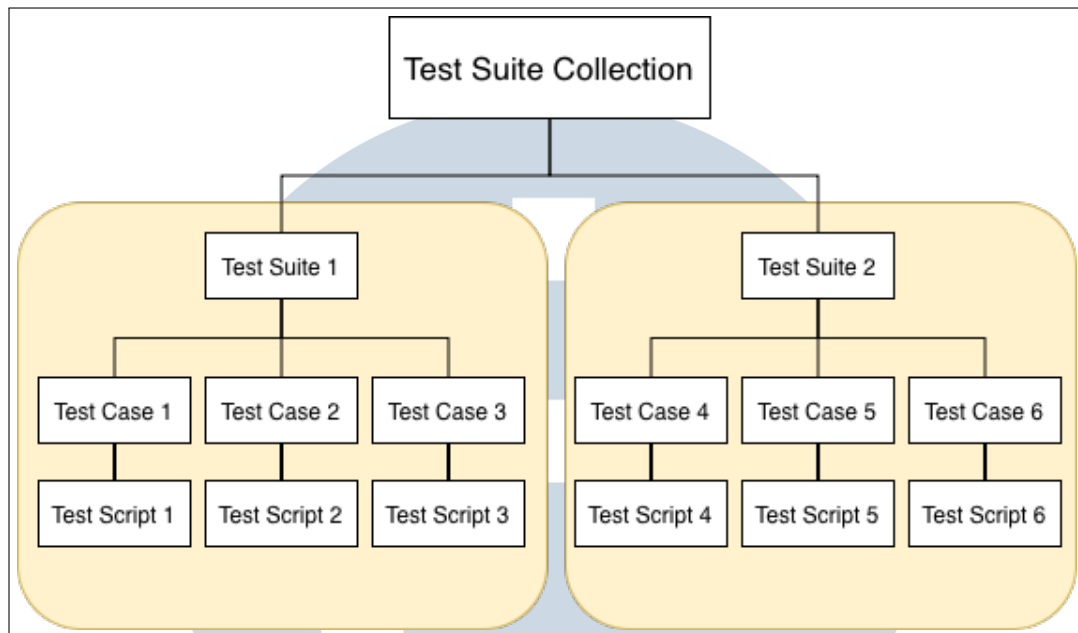 Test Suite Collection
Test Suite 1
Test Suite 2
Test Case 1
Test Case 2
Test Case 3
Test Case 4
Test Case 5
Test Case 6
Test Script 1
Test Script 2
Test Script 3
Test Script 4
Test Script 5
Test Script 6